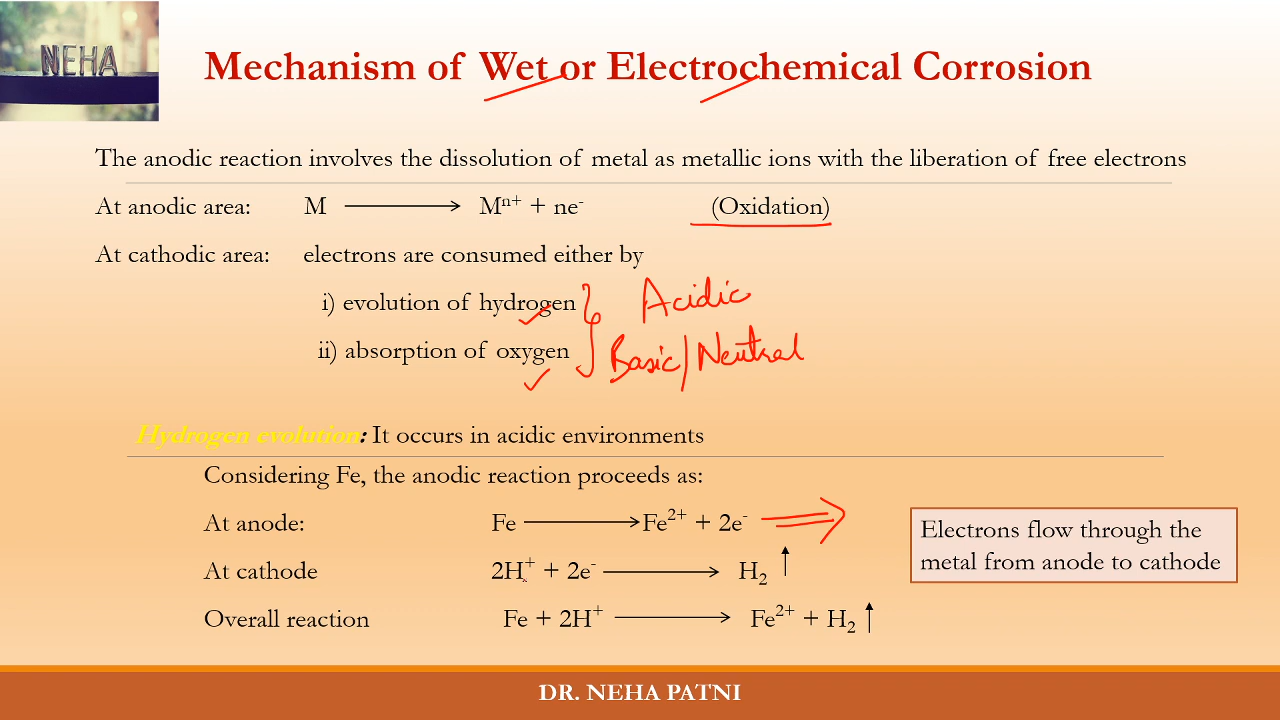 NEHA
Mechanism of Wet or Electrochemical Corrosion
The anodic reaction involves the dissolution of metal as metallic ions with the liberation of free electrons
At anodic area: M ⟶ Mⁿ⁺ + ne⁻ (Oxidation)
At cathodic area: electrons are consumed either by
i) evolution of hydrogen Acidic
ii) absorption of oxygen Basic/Neutral
Hydrogen evolution: It occurs in acidic environments
Considering Fe, the anodic reaction proceeds as:
At anode: Fe ⟶ Fe²⁺ + 2e⁻ ⟹
Electrons flow through the
metal from anode to cathode
At cathode 2H⁺ + 2e⁻ ⟶ H₂ ↑
Overall reaction Fe + 2H⁺ ⟶ Fe²⁺ + H₂ ↑
DR. NEHA PATNI